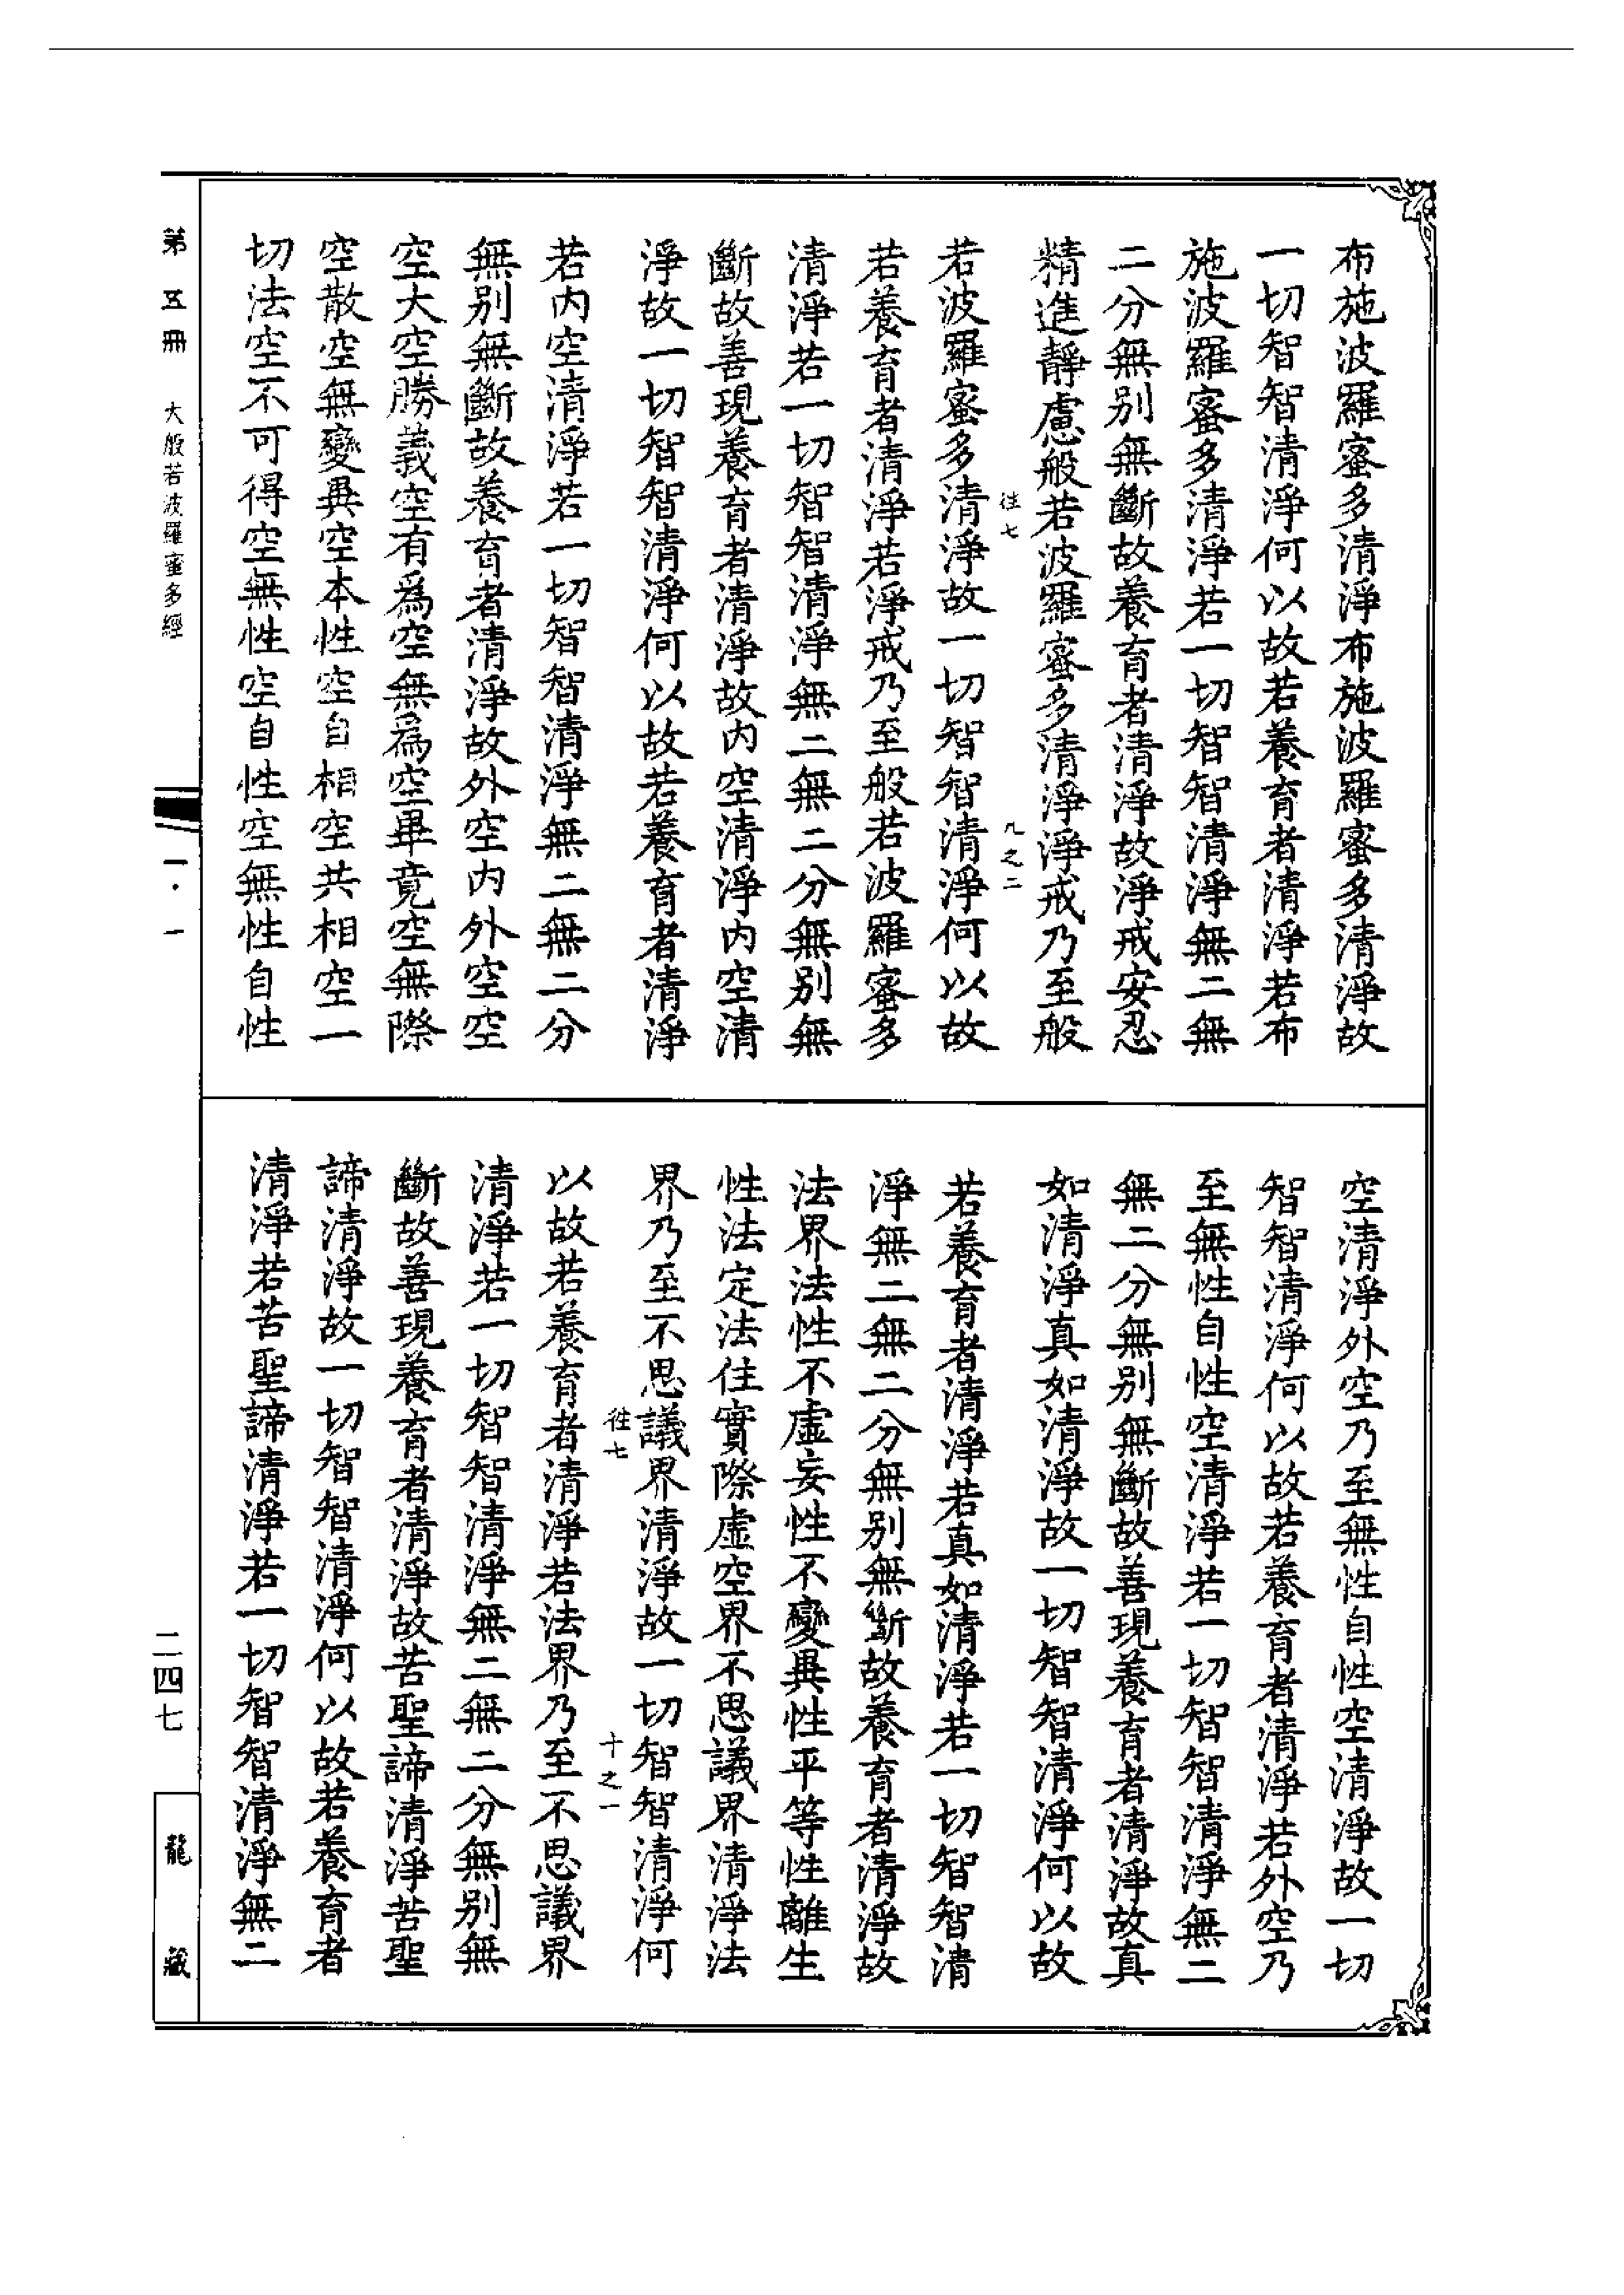 布施波羅蜜多清淨布施波羅蜜多清淨故
一切智智清淨何以故若養育者清淨若布
施波羅蜜多清淨若一切智智清淨無二無
二分無別無斷故養育者清淨故淨戒安忍
精進靜慮般若波羅蜜多清淨淨戒乃至般
往七 九之二
若波羅蜜多清淨故一切智智清淨何以故
若養育者清淨若淨戒乃至般若波羅蜜多
清淨若一切智智清淨無二無二分無別無
斷故善現養育者清淨故內空清淨內空清
淨故一切智智清淨何以故若養育者清淨
若內空清淨若一切智智清淨無二無二分
無別無斷故養育者清淨故外空內外空空
空大空勝義空有為空無為空畢竟空無際
空散空無變異空本性空自相空共相空一
切法空不可得空無性空自性空無性自性
空清淨外空乃至無性自性空清淨故一切
智智清淨何以故若養育者清淨若外空乃
至無性自性空清淨若一切智智清淨無二
無二分無別無斷故善現養育者清淨故真
如清淨真如清淨故一切智智清淨何以故
若養育者清淨若真如清淨若一切智智清
淨無二無二分無別無斷故養育者清淨故
法界法性不虛妄性不變異性平等性離生
性法定法住實際虛空界不思議界清淨法
界乃至不思議界清淨故一切智智清淨何
往七 十之一
以故若養育者清淨若法界乃至不思議界
清淨若一切智智清淨無二無二分無別無
斷故善現養育者清淨故苦聖諦清淨苦聖
諦清淨故一切智智清淨何以故若養育者
清淨若苦聖諦清淨若一切智智清淨無二
第五冊 大般若波羅蜜多經 一·一 二四七 龍藏